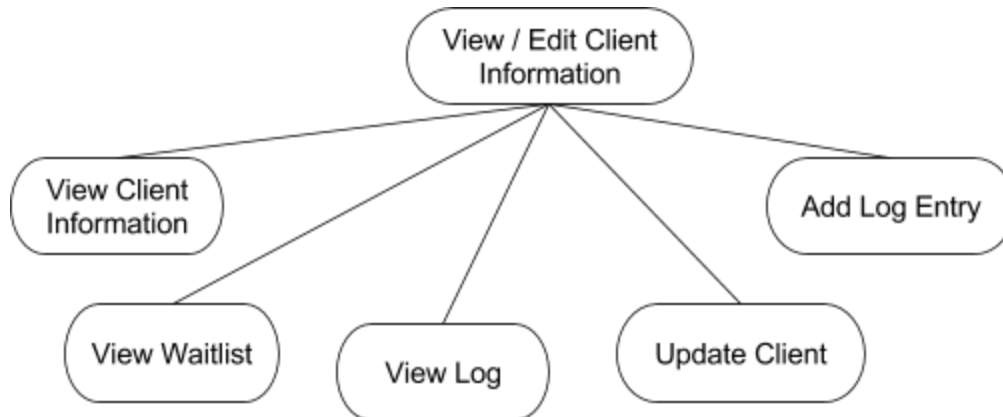 View / Edit Client
Information
View Client
Information
Add Log Entry
View Waitlist
View Log
Update Client